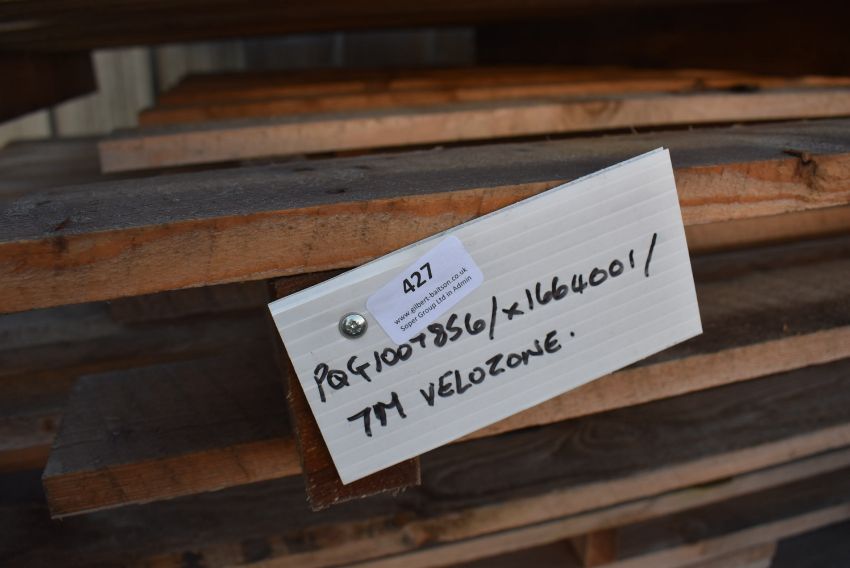 427
www.gilbert-baitson.co.uk
Soper Group Ltd In Admin
PQG1007856/X1664001/
7M VELOZONE.